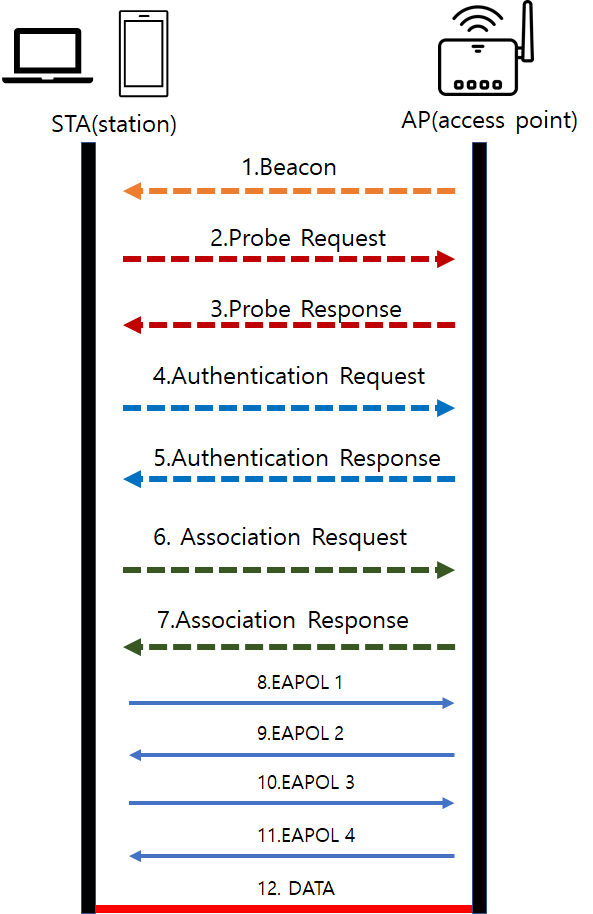 STA(station)
AP(access point)
1.Beacon
2.Probe Request
3.Probe Response
4.Authentication Request
5.Authentication Response
6. Association Resquest
7.Association Response
8.EAPOL 1
9.EAPOL 2
10.EAPOL 3
11.EAPOL 4
12. DATA